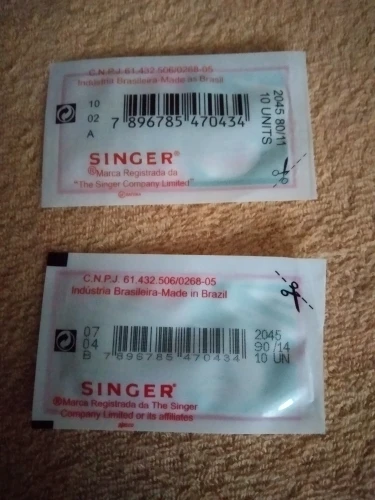 C.N.P.J. 61.432.506/0268-05
Indústria Brasileira-Made in Brazil
10
02
A
7 896785 470434
2045 80/11
10 UNITS
SINGER®
®Marca Registrada da
"The Singer Company Limited"
C.N.P.J. 61.432.506/0268-05
Indústria Brasileira-Made in Brazil
07
04
B
7 896785 470434
2045
90/14
10 UN
SINGER®
®Marca Registrada da The Singer
Company Limited or its affiliates